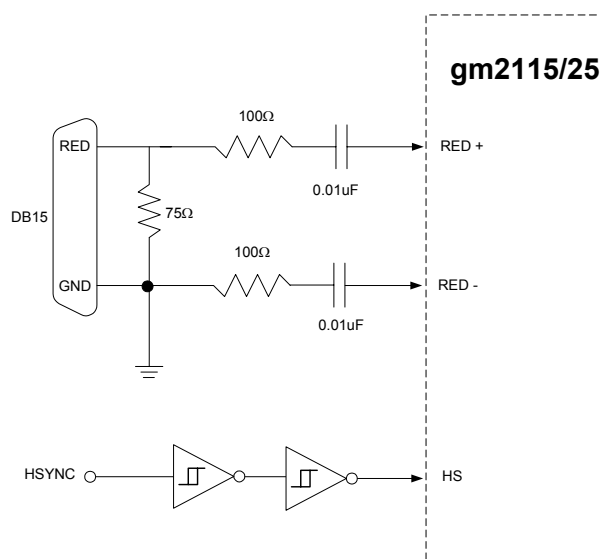 gm2115/25
100Ω
RED
RED +
0.01uF
DB15
75Ω
100Ω
GND
RED -
0.01uF
HSYNC
HS